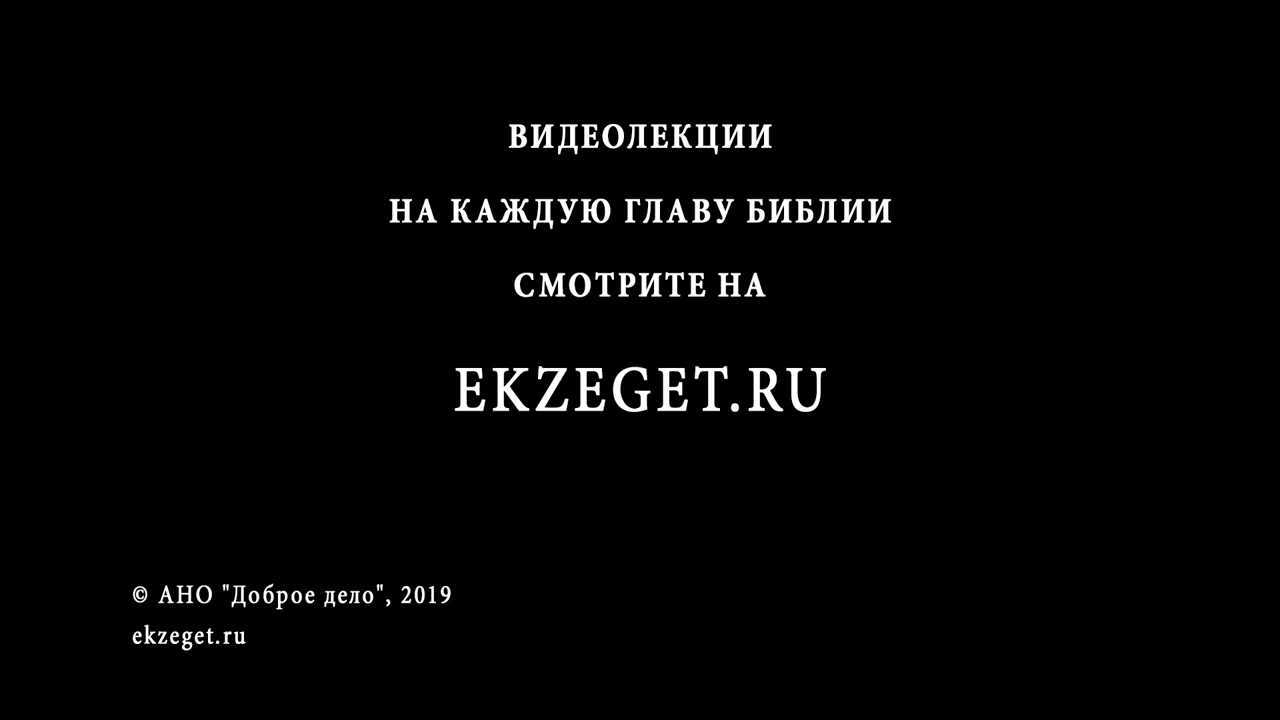 ВИДЕОЛЕКЦИИ
НА КАЖДУЮ ГЛАВУ БИБЛИИ
СМОТРИТЕ НА
EKZEGET.RU
© АНО "Доброе дело", 2019
ekzeget.ru